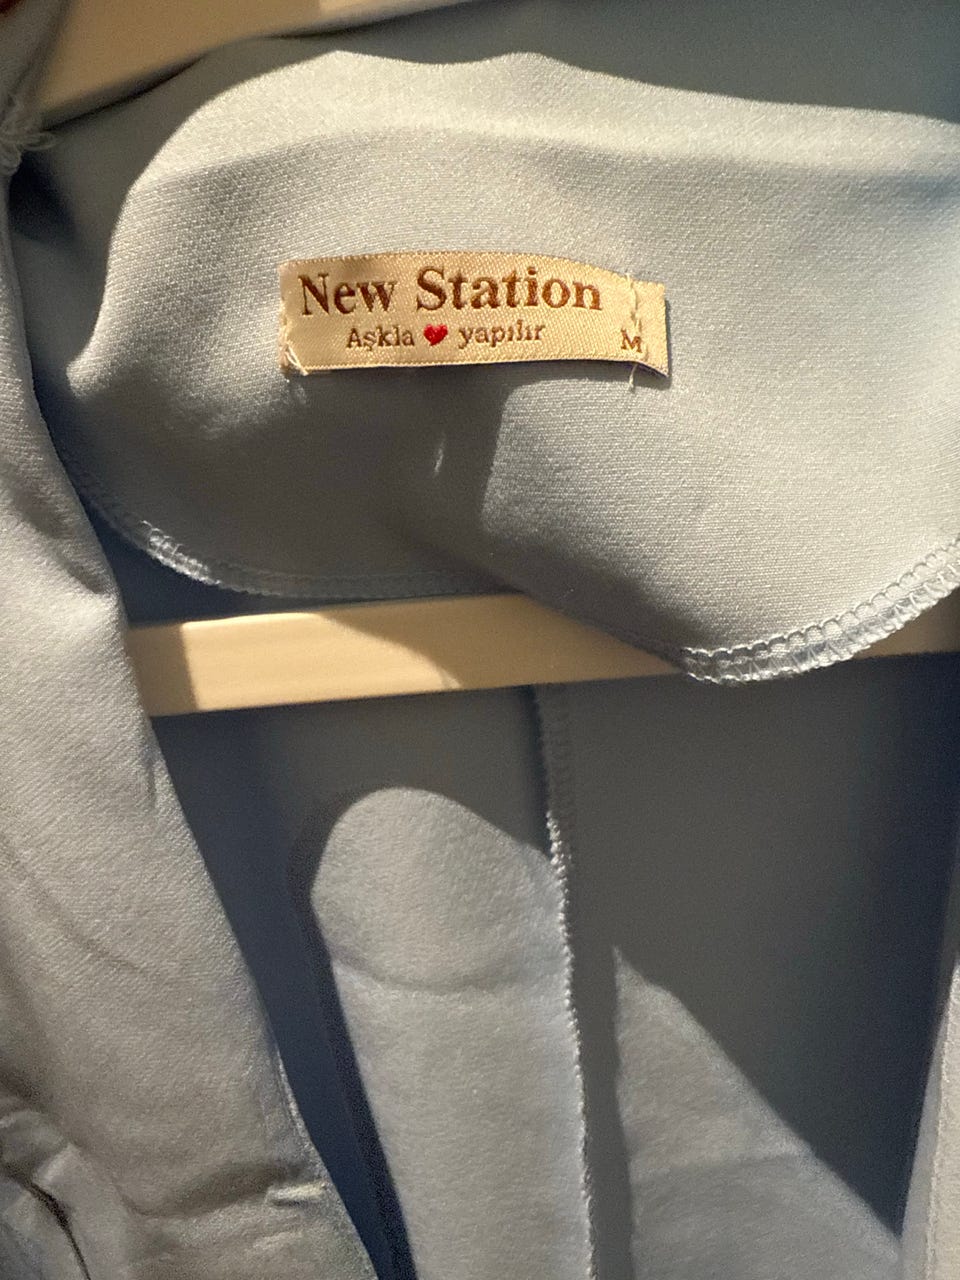 New Station
Aşkla ❤ yapılır
M